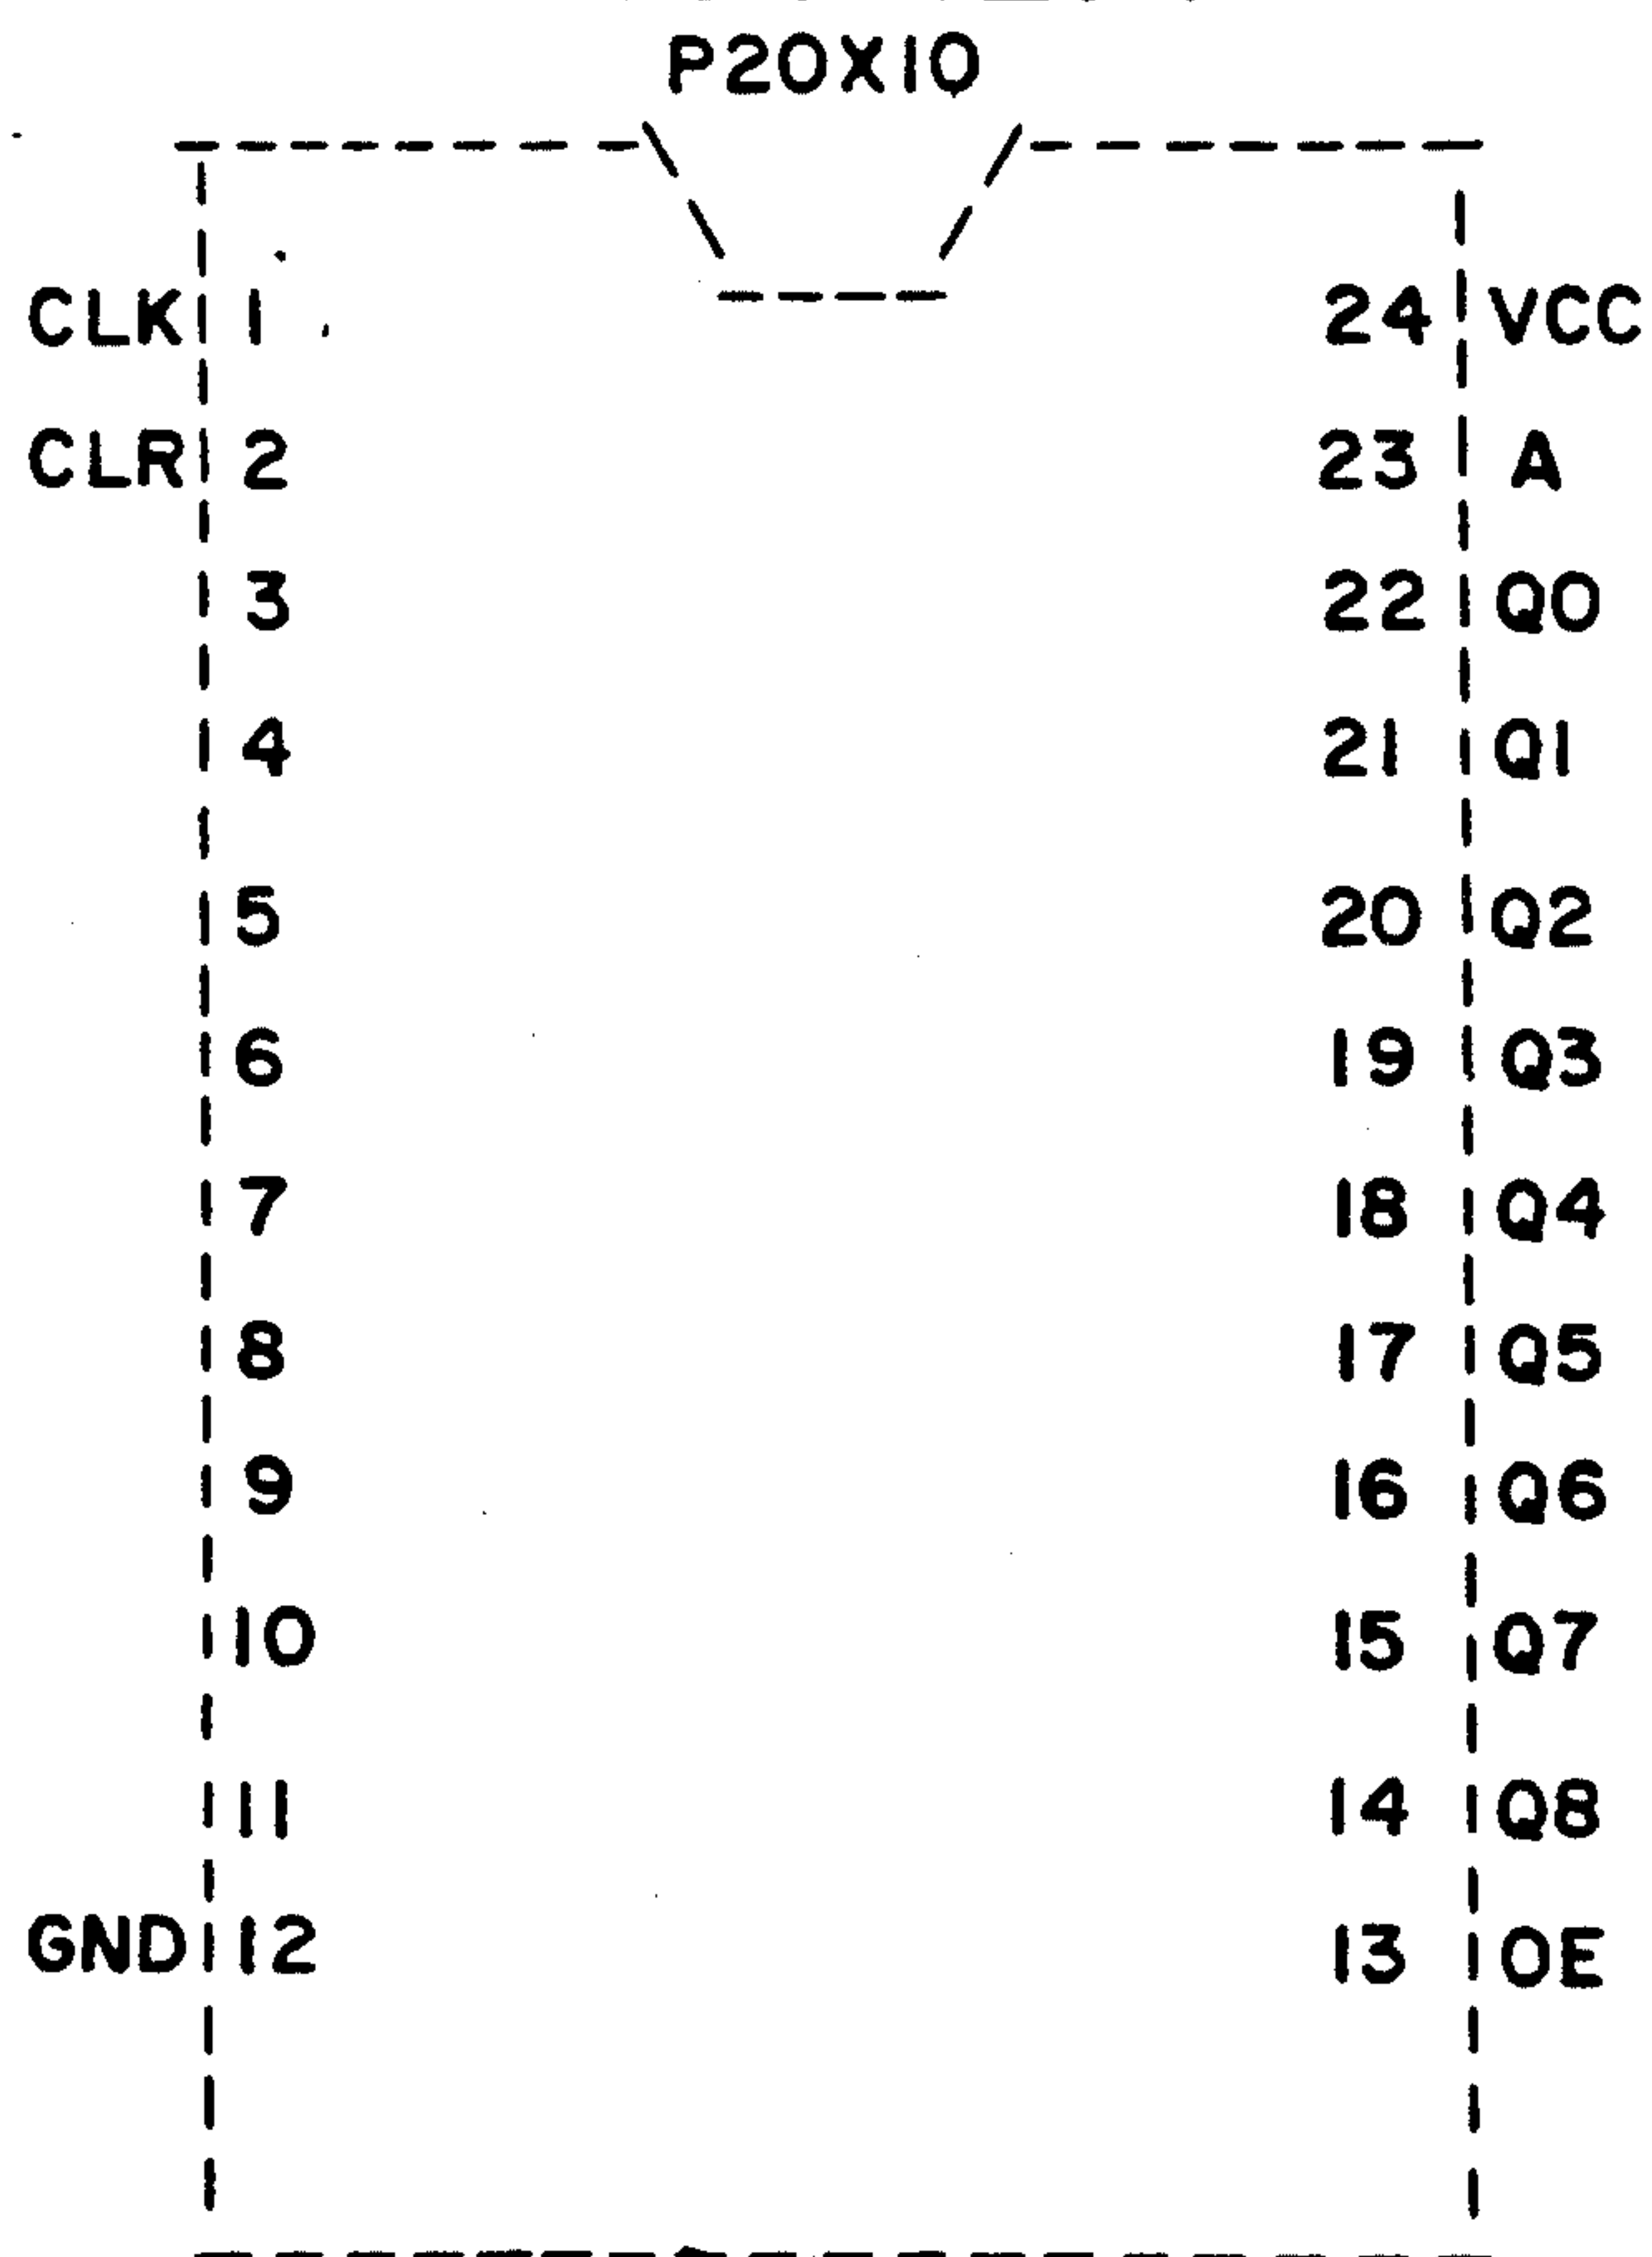 P20X10
CLK 1 24 VCC
CLR 2 23 A
3 22 Q0
4 21 Q1
5 20 Q2
6 19 Q3
7 18 Q4
8 17 Q5
9 16 Q6
10 15 Q7
11 14 Q8
GND 12 13 OE